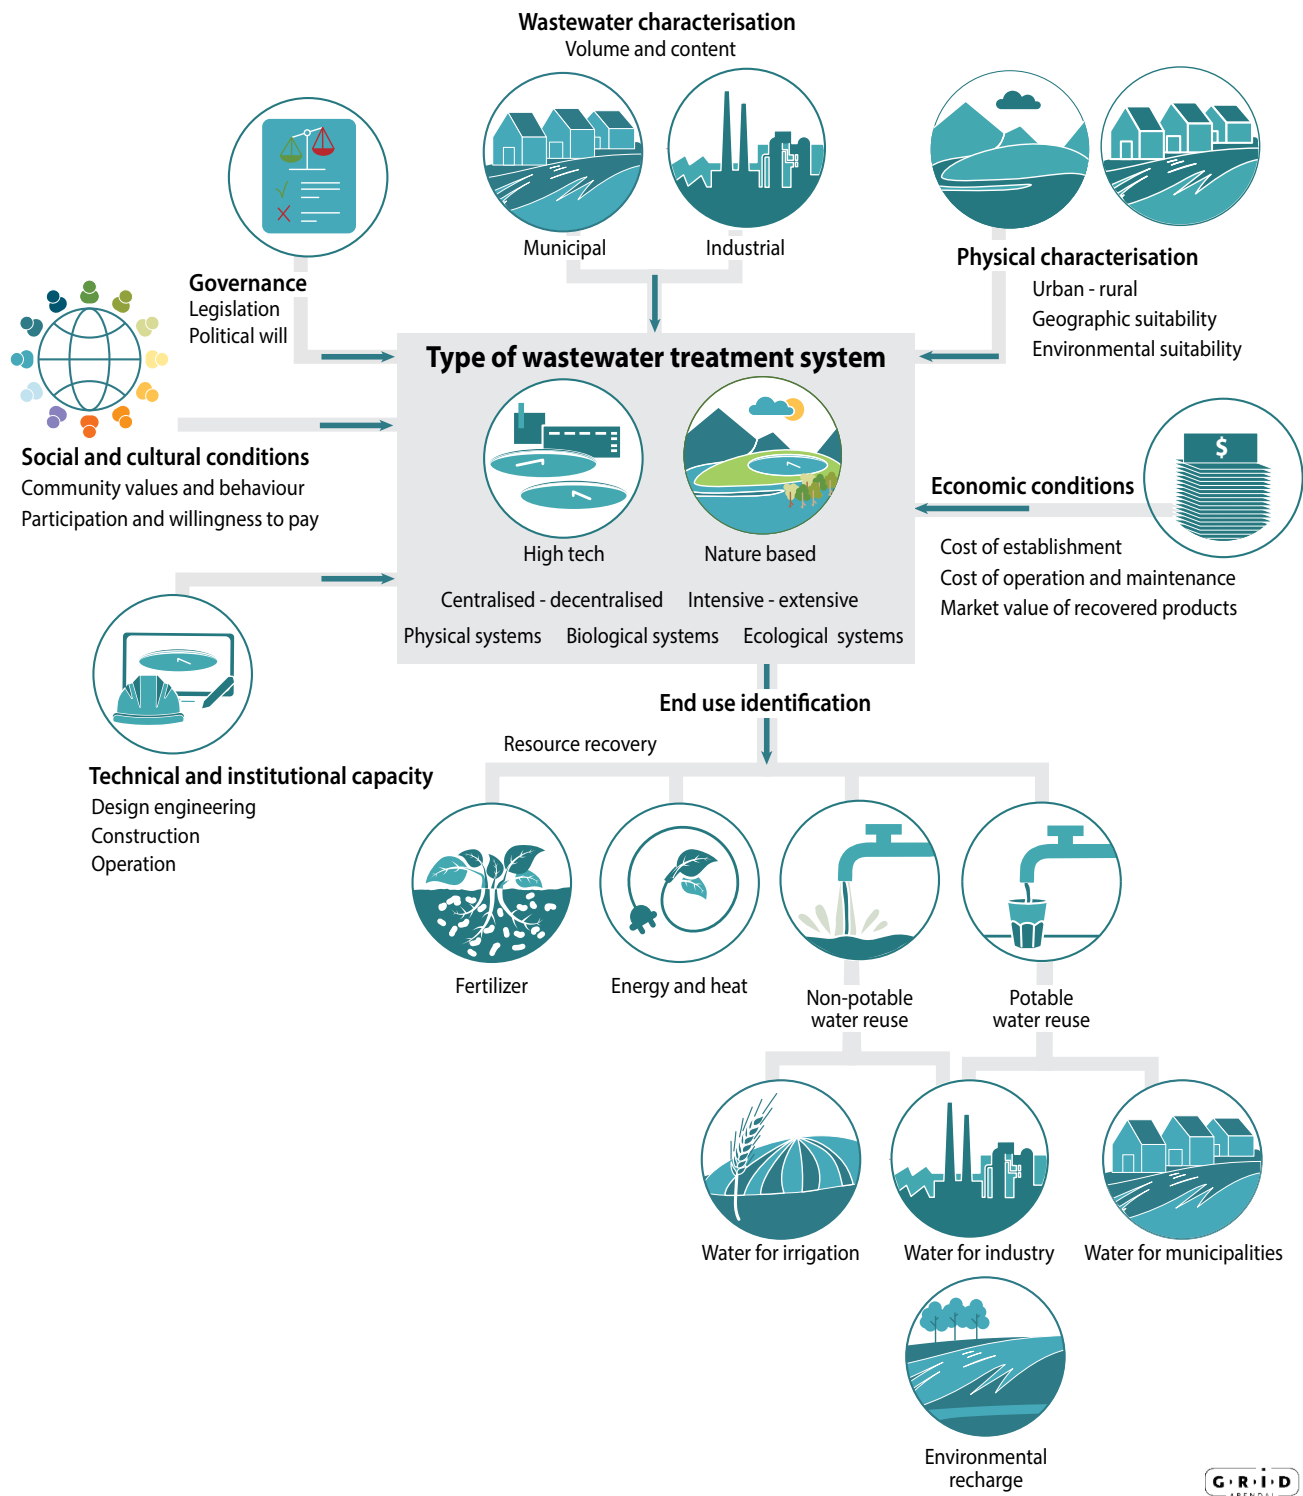 Wastewater characterisation
Volume and content
Municipal
Industrial
Governance
Legislation
Political will
Physical characterisation
Urban - rural
Geographic suitability
Environmental suitability
Social and cultural conditions
Community values and behaviour
Participation and willingness to pay
Type of wastewater treatment system
High tech
Nature based
Centralised - decentralised
Intensive - extensive
Physical systems
Biological systems
Ecological systems
$
Economic conditions
Cost of establishment
Cost of operation and maintenance
Market value of recovered products
Technical and institutional capacity
Design engineering
Construction
Operation
End use identification
Resource recovery
Fertilizer
Energy and heat
Non-potable
water reuse
Potable
water reuse
Water for irrigation
Water for industry
Water for municipalities
Environmental
recharge
G·R·I·D
ARENDAL